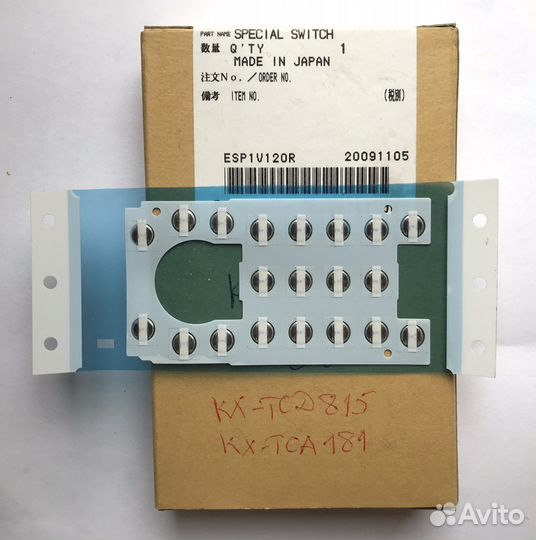 PART NAME SPECIAL SWITCH
数量 Q'TY 1
MADE IN JAPAN
注文No./ORDER NO.
備考 ITEM NO. (税別)
ESP1V120R 20091105
K
KX-TCD815
KX-TCA181
Avito